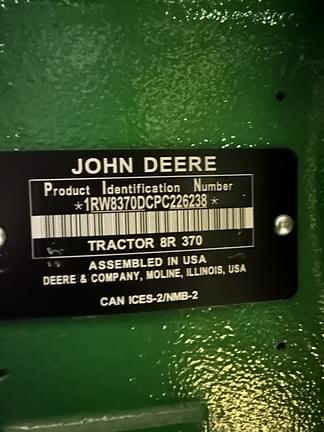 JOHN DEERE
Product Identification Number
*1RW8370DCPC226238*
TRACTOR 8R 370
ASSEMBLED IN USA
DEERE & COMPANY, MOLINE, ILLINOIS, USA
CAN ICES-2/NMB-2